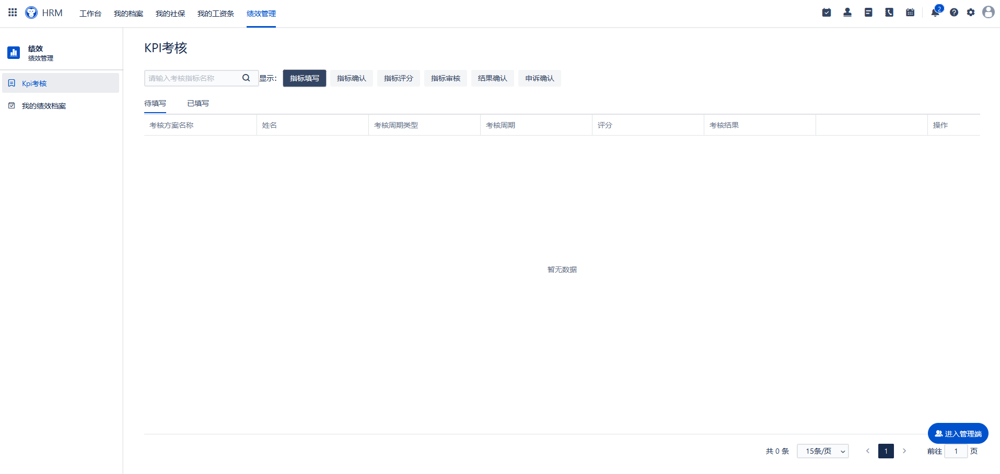 HRM 工作台 我的档案 我的社保 我的工资条 绩效管理 2
绩效
绩效管理
Kpi考核
我的绩效档案
KPI考核
请输入考核指标名称 显示： 指标填写 指标确认 指标评分 指标审核 结果确认 申诉确认
待填写 已填写
考核方案名称 姓名 考核周期类型 考核周期 评分 考核结果 操作
暂无数据
进入管理端
共 0 条 15条/页 1 前往 1 页